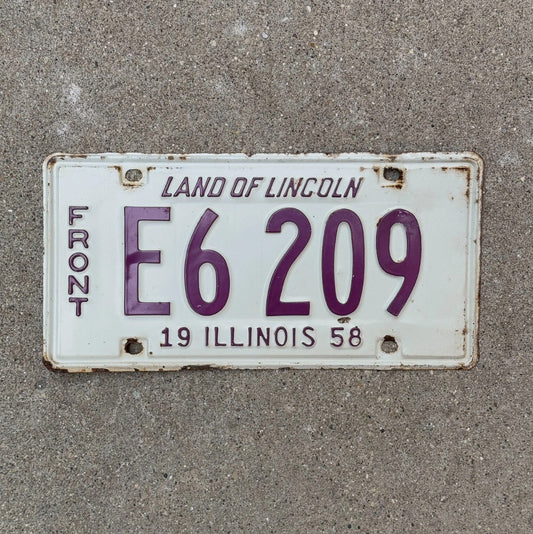 LAND OF LINCOLN
FRONT
E6 209
19 ILLINOIS 58